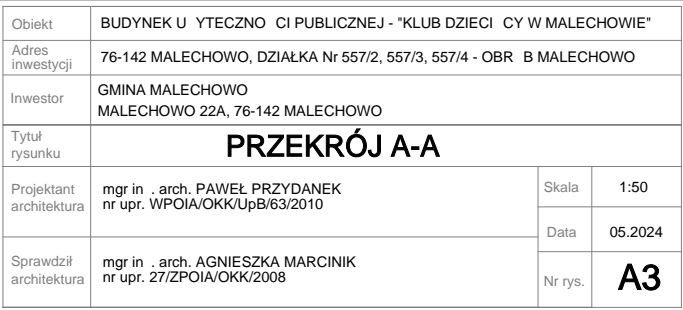 Obiekt
BUDYNEK U YTECZNO CI PUBLICZNEJ - "KLUB DZIECI CY W MALECHOWIE"
Adres
inwestycji
76-142 MALECHOWO, DZIAŁKA Nr 557/2, 557/3, 557/4 - OBR B MALECHOWO
Inwestor
GMINA MALECHOWO
MALECHOWO 22A, 76-142 MALECHOWO
Tytuł
rysunku
PRZEKRÓJ A-A
Projektant
architektura
mgr in . arch. PAWEŁ PRZYDANEK
nr upr. WPOIA/OKK/UpB/63/2010
Skala
1:50
Data
05.2024
Sprawdził
architektura
mgr in . arch. AGNIESZKA MARCINIK
nr upr. 27/ZPOIA/OKK/2008
Nr rys.
A3